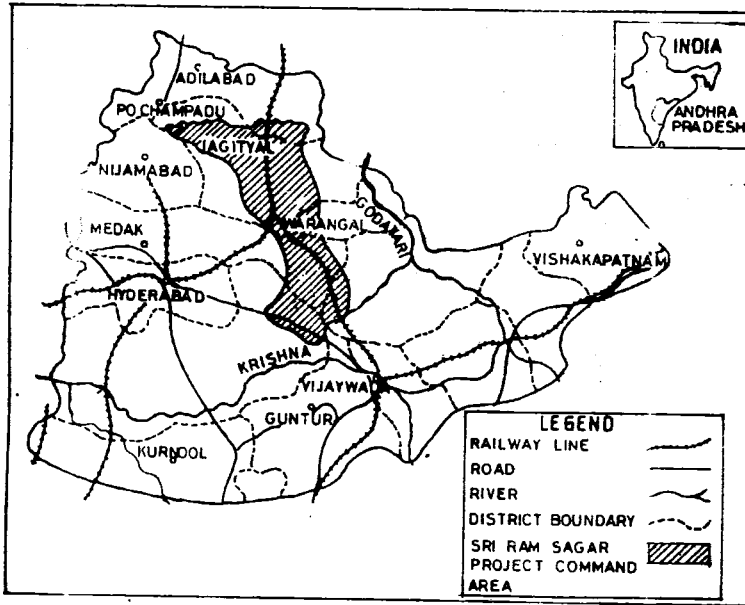 INDIA
ANDHRA
PRADESH
ADILABAD
POCHAMPADU
JAGITYAL
NIJAMABAD
WARANGAL
GODAVARI
MEDAK
VISHAKAPATNAM
HYDERABAD
KRISHNA
VIJAYWA
GUNTUR
KURNOOL
LEGEND
RAILWAY LINE
ROAD
RIVER
DISTRICT BOUNDARY
SRI RAM SAGAR
PROJECT COMMAND
AREA